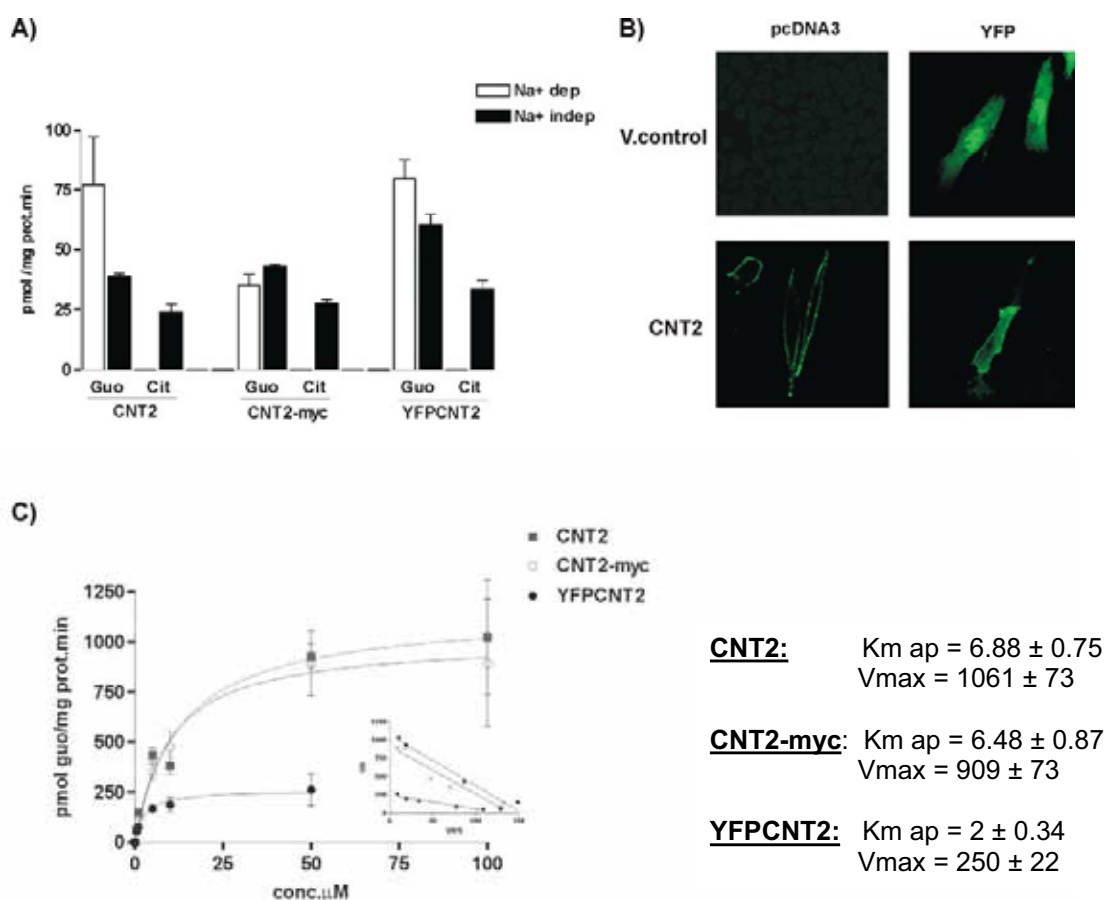 A)
Na+ dep
Na+ indep
100
75
50
25
0
pmol /mg prot.min
Guo Cit Guo Cit Guo Cit
CNT2 CNT2-myc YFPCNT2
B)
pcDNA3 YFP
V.control
CNT2
C)
CNT2
CNT2-myc
YFPCNT2
1250
1000
750
500
250
0
pmol guo/mg prot.min
0 25 50 75 100
conc.µM
CNT2: Km ap = 6.88 ± 0.75
Vmax = 1061 ± 73
CNT2-myc: Km ap = 6.48 ± 0.87
Vmax = 909 ± 73
YFPCNT2: Km ap = 2 ± 0.34
Vmax = 250 ± 22